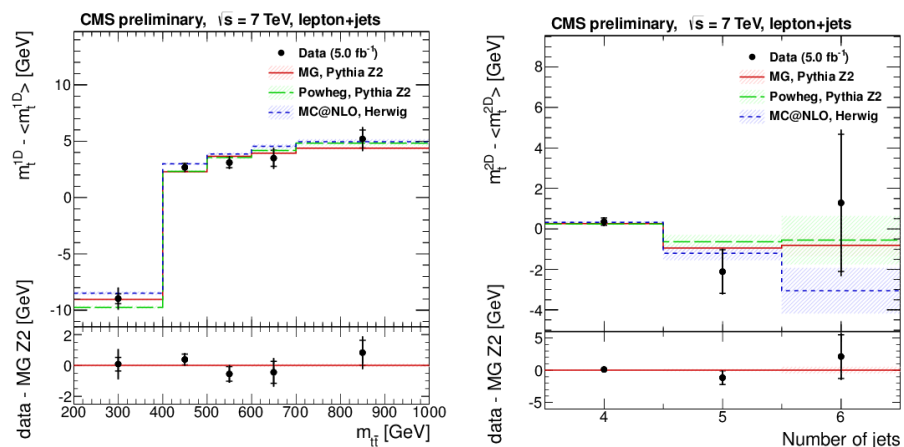 CMS preliminary, √s = 7 TeV, lepton+jets
m_t^1D - <m_t^1D> [GeV]
10
5
0
-5
-10
Data (5.0 fb⁻¹)
MG, Pythia Z2
Powheg, Pythia Z2
MC@NLO, Herwig
data - MG Z2 [GeV]
2
1
0
-1
-2
200 300 400 500 600 700 800 900 1000
m_tt̄ [GeV]
CMS preliminary, √s = 7 TeV, lepton+jets
m_t^2D - <m_t^2D> [GeV]
8
6
4
2
0
-2
-4
Data (5.0 fb⁻¹)
MG, Pythia Z2
Powheg, Pythia Z2
MC@NLO, Herwig
data - MG Z2 [GeV]
5
0
-5
4 5 6
Number of jets